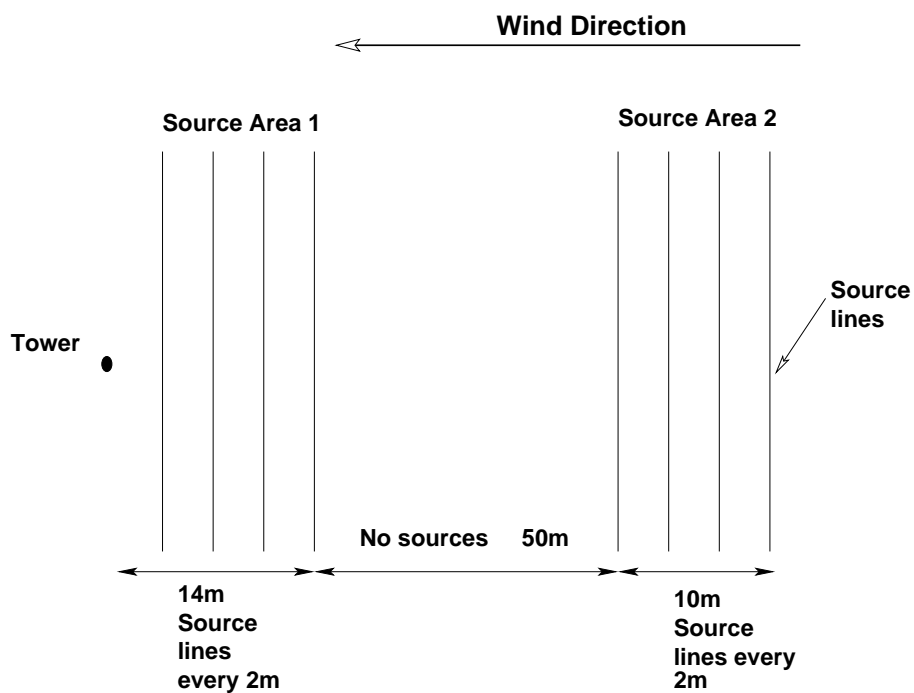 Wind Direction
Source Area 1
Source Area 2
Source
lines
Tower
No sources 50m
14m
Source
lines
every 2m
10m
Source
lines every
2m